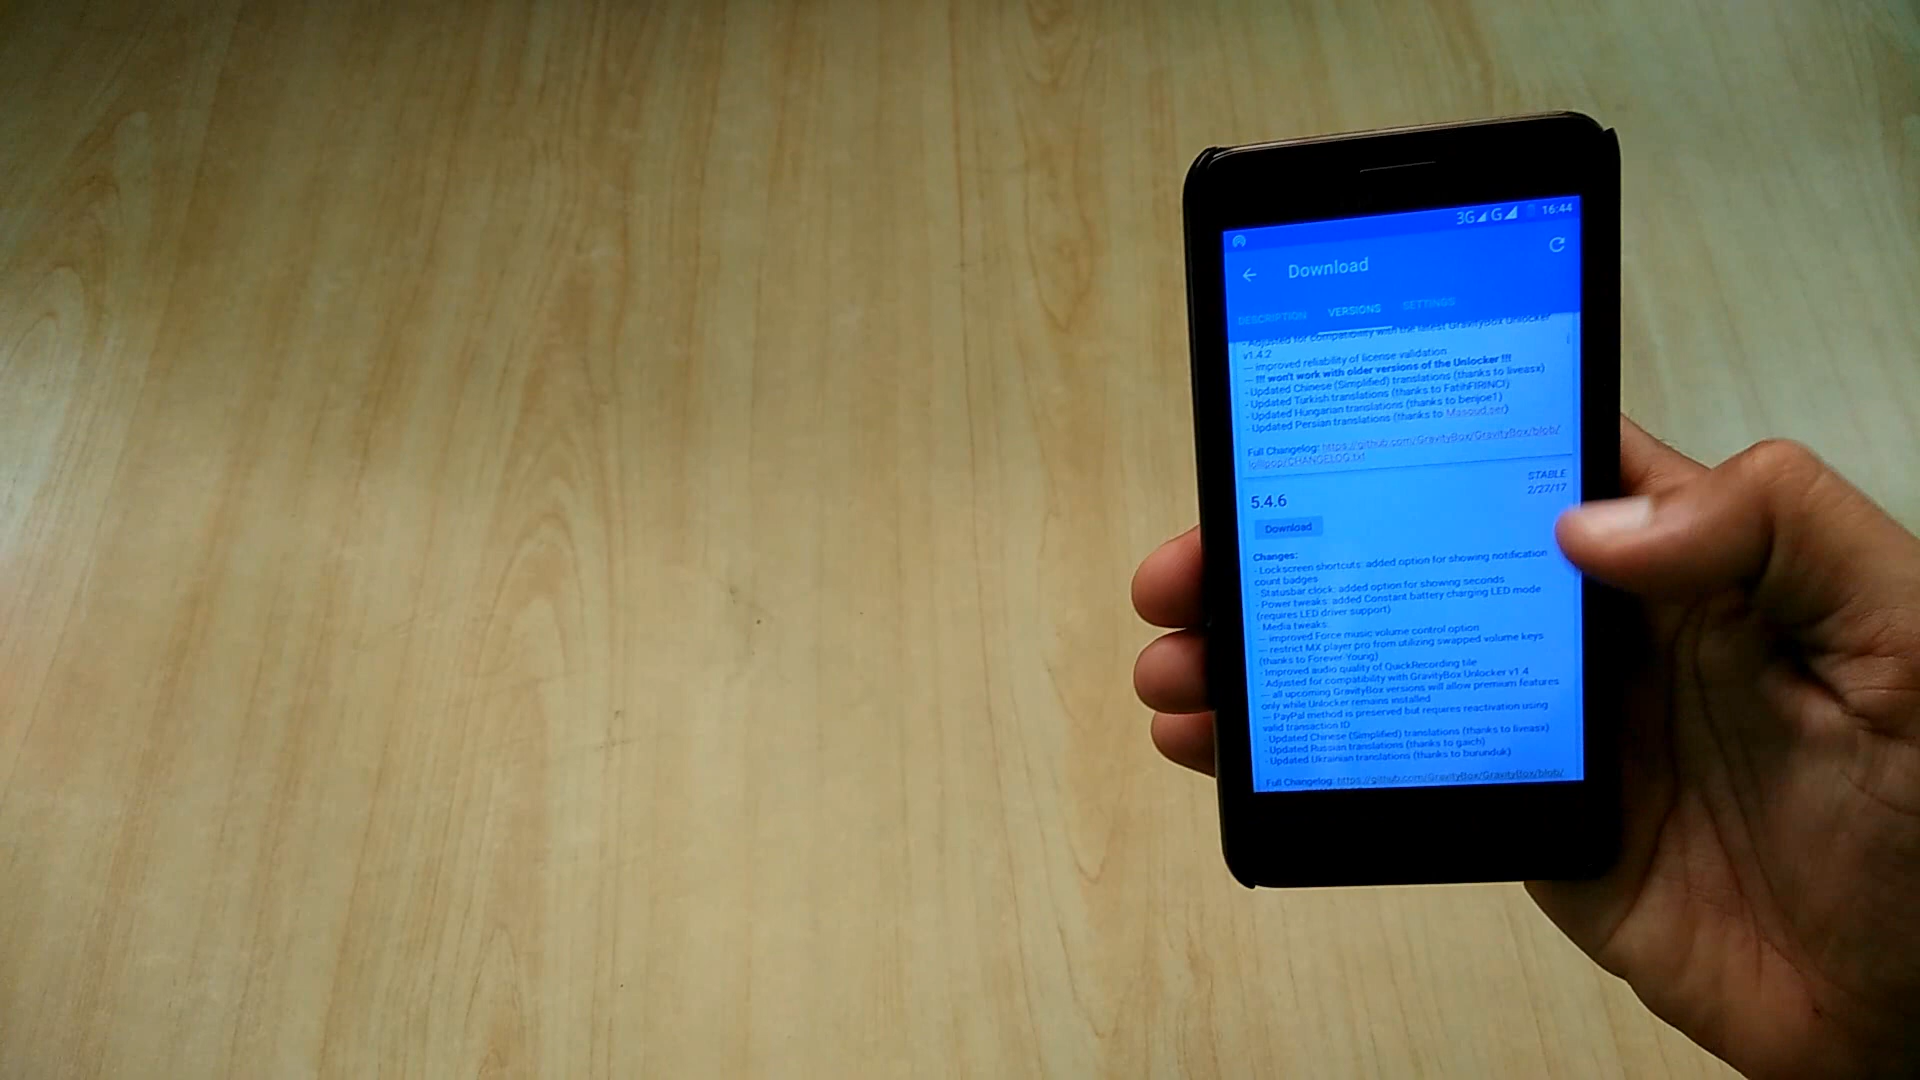 3G G 16:44
Download
DESCRIPTION VERSIONS SETTINGS
- Adjusted for compatibility with the latest GravityBox Unlocker
v1.4.2
— improved reliability of license validation
— !!! won't work with older versions of the Unlocker !!!
- Updated Chinese (Simplified) translations (thanks to liveasx)
- Updated Turkish translations (thanks to FatihFIRINCI)
- Updated Hungarian translations (thanks to benjoe1)
- Updated Persian translations (thanks to Masoud.ser)
Full Changelog: https://github.com/GravityBox/GravityBox/blob/
lollipop/CHANGELOG.txt
STABLE
5.4.6 2/27/17
Download
Changes:
- Lockscreen shortcuts: added option for showing notification
count badges
- Statusbar clock: added option for showing seconds
- Power tweaks: added Constant battery charging LED mode
(requires LED driver support)
- Media tweaks:
— improved Force music volume control option
— restrict MX player pro from utilizing swapped volume keys
(thanks to Forever Young)
- Improved audio quality of QuickRecording tile
- Adjusted for compatibility with GravityBox Unlocker v1.4
— all upcoming GravityBox versions will allow premium features
only while Unlocker remains installed
— PayPal method is preserved but requires reactivation using
valid transaction ID
- Updated Chinese (Simplified) translations (thanks to liveasx)
- Updated Russian translations (thanks to gaich)
- Updated Ukrainian translations (thanks to burunduk)
Full Changelog: https://github.com/GravityBox/GravityBox/blob/